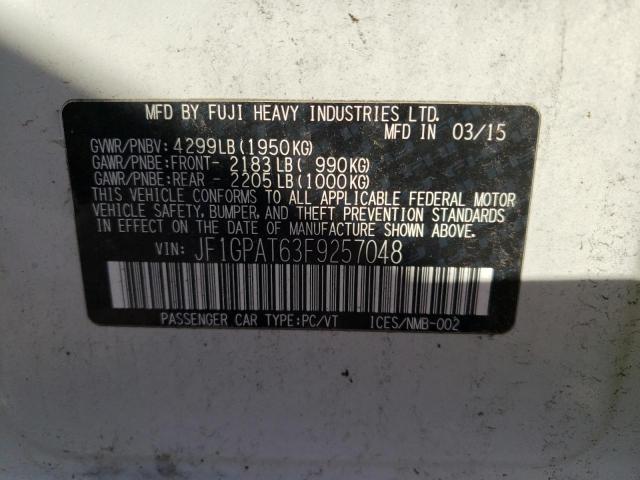 MFD BY FUJI HEAVY INDUSTRIES LTD.
MFD IN 03/15
GVWR/PNBV: 4299LB(1950KG)
GAWR/PNBE:FRONT- 2183LB( 990KG)
GAWR/PNBE:REAR - 2205LB(1000KG)
THIS VEHICLE CONFORMS TO ALL APPLICABLE FEDERAL MOTOR
VEHICLE SAFETY, BUMPER, AND THEFT PREVENTION STANDARDS
IN EFFECT ON THE DATE OF MANUFACTURE SHOWN ABOVE.
VIN: JF1GPAT63F9257048
PASSENGER CAR TYPE:PC/VT ICES/NMB-002